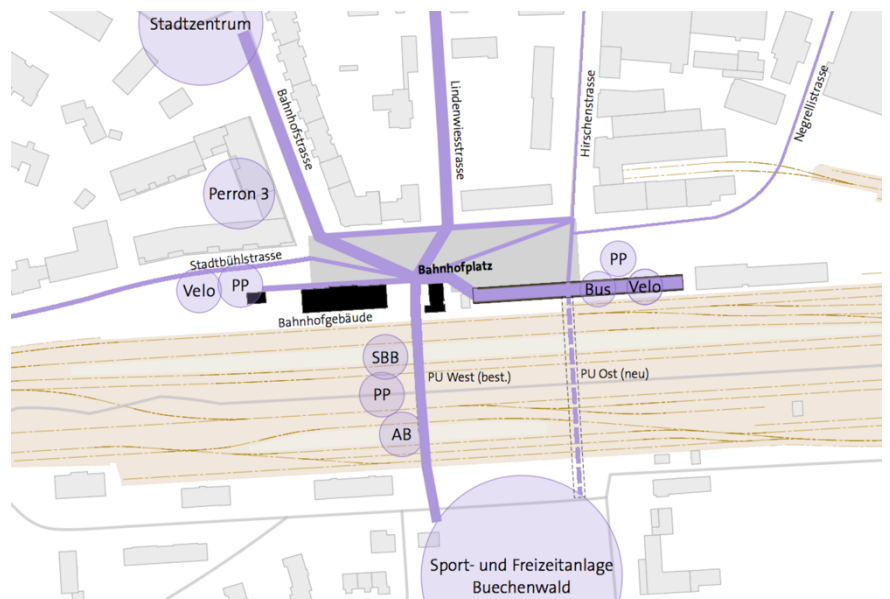 Stadtzentrum
Bahnhofstrasse
Lindenwiesstrasse
Hirschenstrasse
Negrellistrasse
Perron 3
Stadtbühlstrasse
Bahnhofplatz
PP
Velo
PP
Bus
Velo
Bahnhofgebäude
SBB
PU West (best.)
PU Ost (neu)
PP
AB
Sport- und Freizeitanlage
Buechenwald